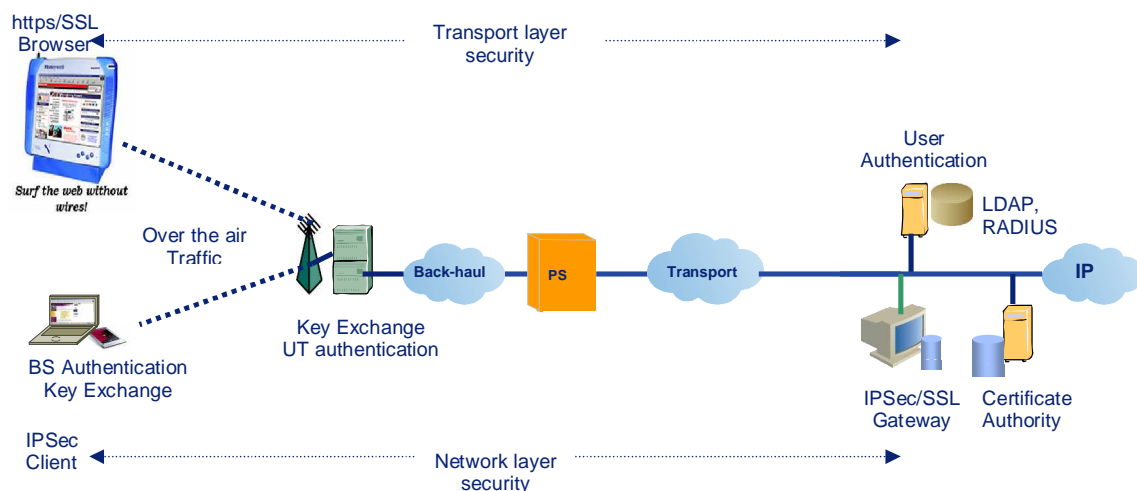 https/SSL
Browser
Transport layer
security
Surf the web without
wires!
User
Authentication
LDAP,
RADIUS
Over the air
Traffic
Back-haul
PS
Transport
IP
Key Exchange
UT authentication
BS Authentication
Key Exchange
IPSec/SSL
Gateway
Certificate
Authority
IPSec
Client
Network layer
security